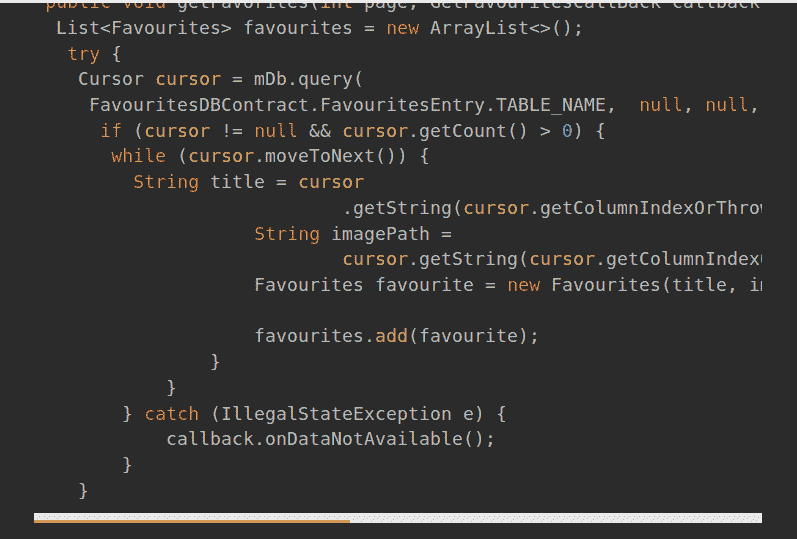 public void getFavorites(int page, GetFavouritesCallBack callback
List<Favourites> favourites = new ArrayList<>();
try {
Cursor cursor = mDb.query(
FavouritesDBContract.FavouritesEntry.TABLE_NAME,  null, null,
if (cursor != null && cursor.getCount() > 0) {
while (cursor.moveToNext()) {
String title = cursor
.getString(cursor.getColumnIndexOrThrow
String imagePath =
cursor.getString(cursor.getColumnIndexO
Favourites favourite = new Favourites(title, i
favourites.add(favourite);
}
}
} catch (IllegalStateException e) {
callback.onDataNotAvailable();
}
}